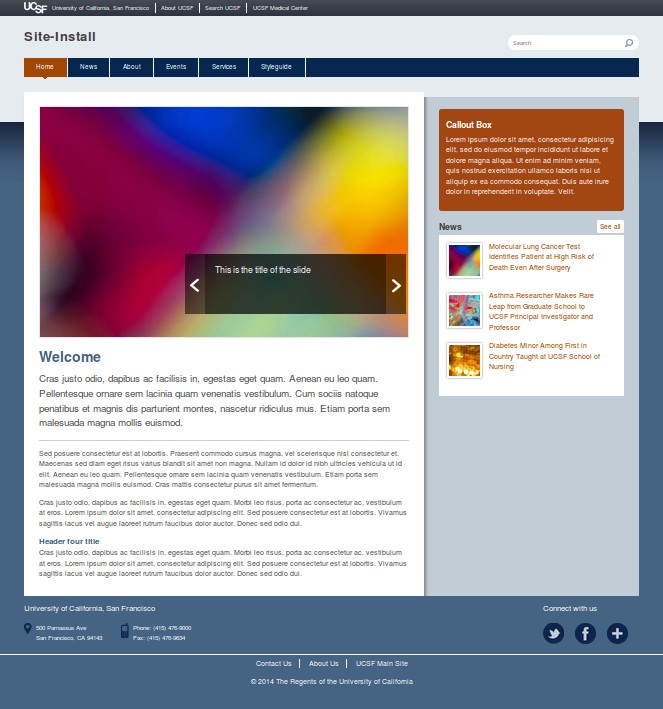 UCSF University of California, San Francisco About UCSF Search UCSF UCSF Medical Center
Site-Install
Search
Home News About Events Services Styleguide
This is the title of the slide
Welcome
Cras justo odio, dapibus ac facilisis in, egestas eget quam. Aenean eu leo quam.
Pellentesque ornare sem lacinia quam venenatis vestibulum. Cum sociis natoque
penatibus et magnis dis parturient montes, nascetur ridiculus mus. Etiam porta sem
malesuada magna mollis euismod.
Sed posuere consectetur est at lobortis. Praesent commodo cursus magna, vel scelerisque nisl consectetur et.
Maecenas sed diam eget risus varius blandit sit amet non magna. Nullam id dolor id nibh ultricies vehicula ut id
elit. Aenean eu leo quam. Pellentesque ornare sem lacinia quam venenatis vestibulum. Etiam porta sem
malesuada magna mollis euismod. Cras mattis consectetur purus sit amet fermentum.
Cras justo odio, dapibus ac facilisis in, egestas eget quam. Morbi leo risus, porta ac consectetur ac, vestibulum
at eros. Lorem ipsum dolor sit amet, consectetur adipiscing elit. Sed posuere consectetur est at lobortis. Vivamus
sagittis lacus vel augue laoreet rutrum faucibus dolor auctor. Donec sed odio dui.
Header four title
Cras justo odio, dapibus ac facilisis in, egestas eget quam. Morbi leo risus, porta ac consectetur ac, vestibulum
at eros. Lorem ipsum dolor sit amet, consectetur adipiscing elit. Sed posuere consectetur est at lobortis. Vivamus
sagittis lacus vel augue laoreet rutrum faucibus dolor auctor. Donec sed odio dui.
Callout Box
Lorem ipsum dolor sit amet, consectetur adipisicing
elit, sed do eiusmod tempor incididunt ut labore et
dolore magna aliqua. Ut enim ad minim veniam,
quis nostrud exercitation ullamco laboris nisi ut
aliquip ex ea commodo consequat. Duis aute irure
dolor in reprehenderit in voluptate. Velit.
News See all
Molecular Lung Cancer Test
Identifies Patient at High Risk of
Death Even After Surgery
Asthma Researcher Makes Rare
Leap from Graduate School to
UCSF Principal Investigator and
Professor
Diabetes Minor Among First in
Country Taught at UCSF School of
Nursing
University of California, San Francisco
500 Parnassus Ave
San Francisco, CA 94143
Phone: (415) 476-9000
Fax: (415) 476-9634
Connect with us
Contact Us About Us UCSF Main Site
© 2014 The Regents of the University of California